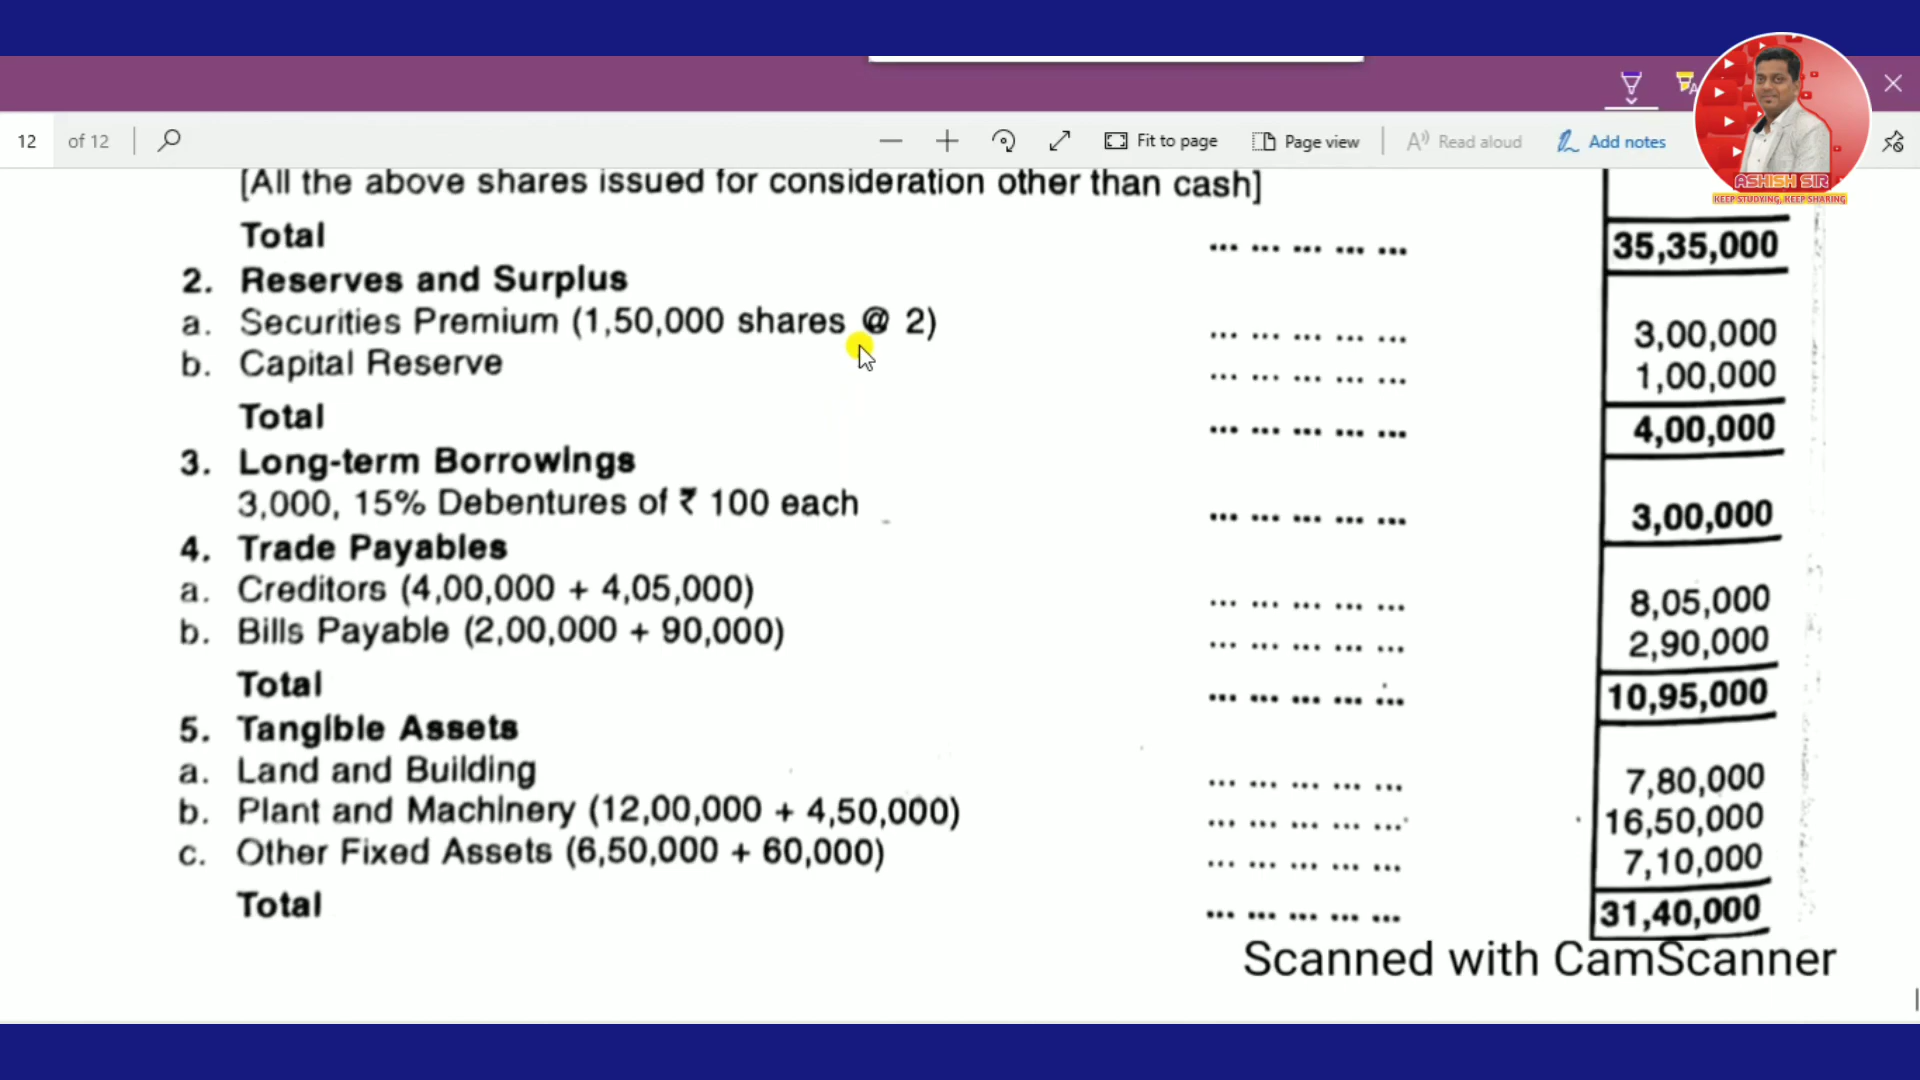 12 of 12 Fit to page Page view Read aloud Add notes
ASHISH SIR
KEEP STUDYING, KEEP SHARING
[All the above shares issued for consideration other than cash]
Total ... ... ... ... ... 35,35,000
2. Reserves and Surplus
a. Securities Premium (1,50,000 shares @ 2) ... ... ... ... ... 3,00,000
b. Capital Reserve ... ... ... ... ... 1,00,000
Total ... ... ... ... ... 4,00,000
3. Long-term Borrowings
3,000, 15% Debentures of ₹ 100 each ... ... ... ... ... 3,00,000
4. Trade Payables
a. Creditors (4,00,000 + 4,05,000) ... ... ... ... ... 8,05,000
b. Bills Payable (2,00,000 + 90,000) ... ... ... ... ... 2,90,000
Total ... ... ... ... ... 10,95,000
5. Tangible Assets
a. Land and Building ... ... ... ... ... 7,80,000
b. Plant and Machinery (12,00,000 + 4,50,000) ... ... ... ... ... 16,50,000
c. Other Fixed Assets (6,50,000 + 60,000) ... ... ... ... ... 7,10,000
Total ... ... ... ... ... 31,40,000
Scanned with CamScanner